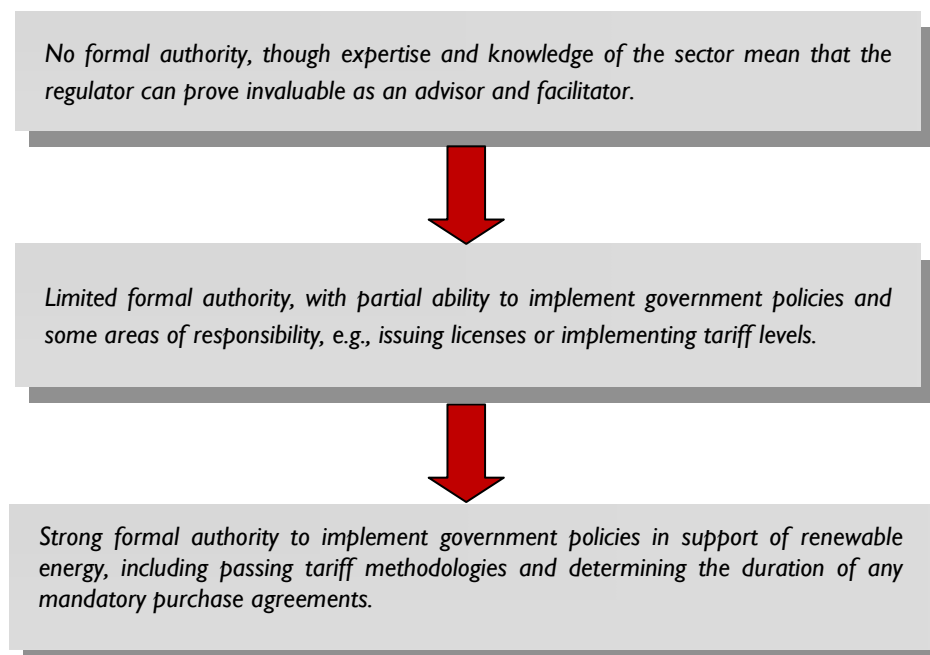 No formal authority, though expertise and knowledge of the sector mean that the
regulator can prove invaluable as an advisor and facilitator.
Limited formal authority, with partial ability to implement government policies and
some areas of responsibility, e.g., issuing licenses or implementing tariff levels.
Strong formal authority to implement government policies in support of renewable
energy, including passing tariff methodologies and determining the duration of any
mandatory purchase agreements.